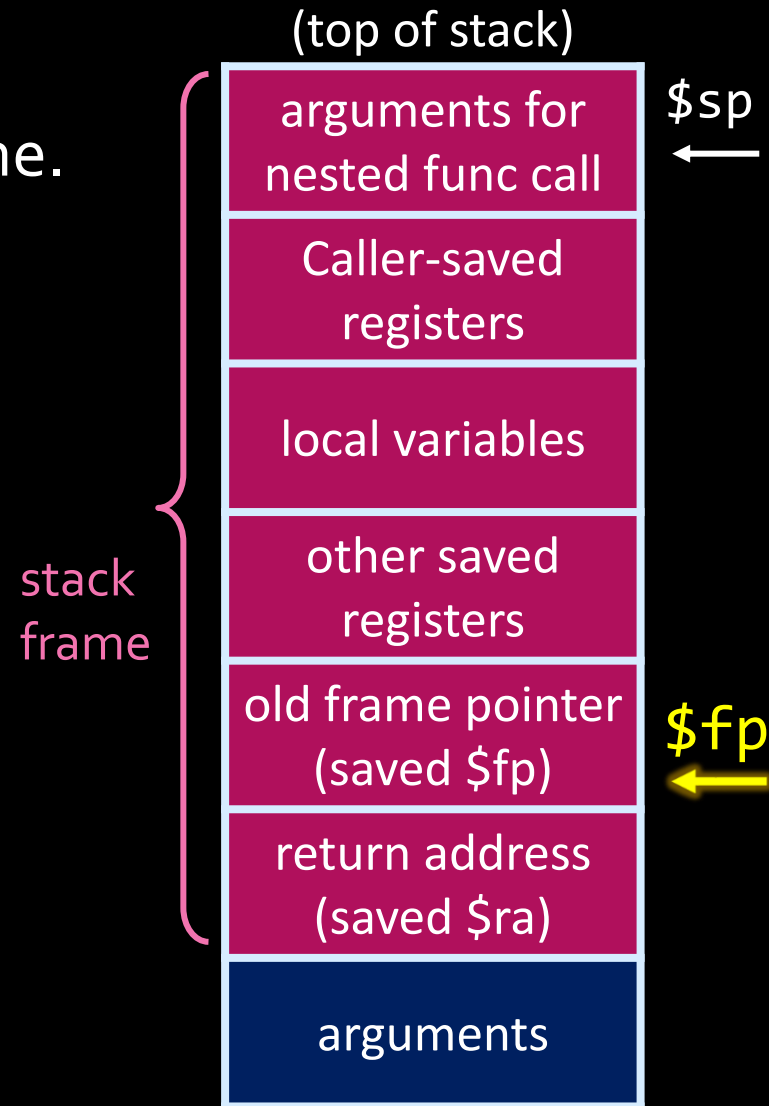 (top of stack)
arguments for
nested func call
$sp
ne.
Caller-saved
registers
local variables
other saved
registers
stack
frame
old frame pointer
(saved $fp)
$fp
return address
(saved $ra)
arguments